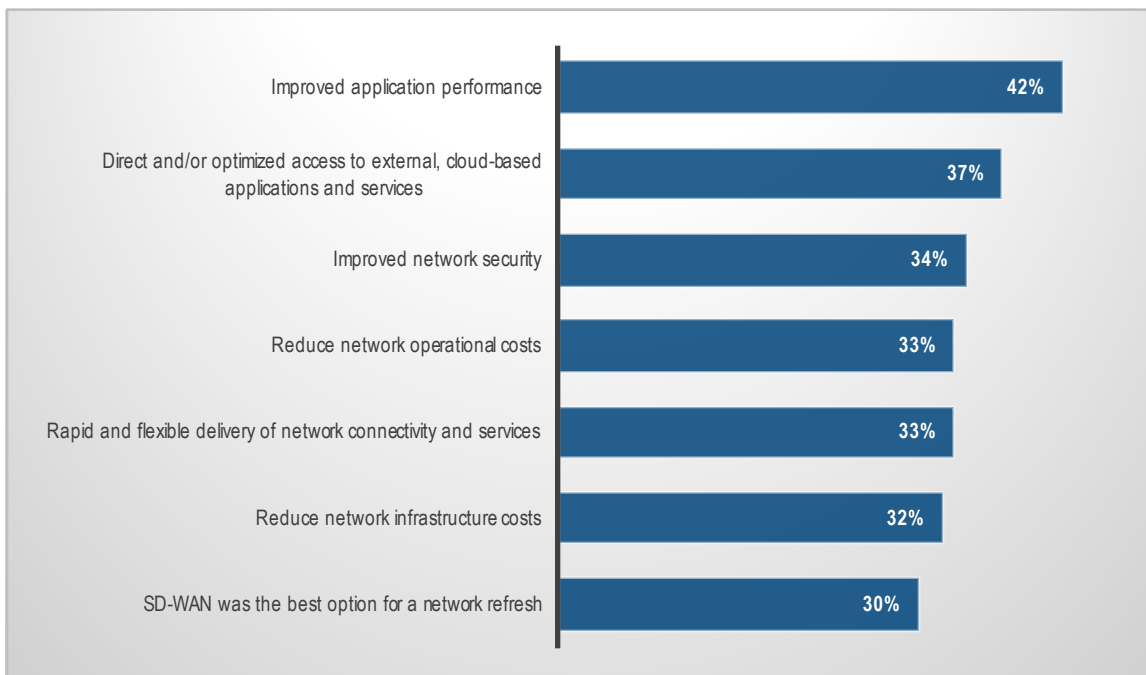 Improved application performance
42%
Direct and/or optimized access to external, cloud-based
applications and services
37%
Improved network security
34%
Reduce network operational costs
33%
Rapid and flexible delivery of network connectivity and services
33%
Reduce network infrastructure costs
32%
SD-WAN was the best option for a network refresh
30%